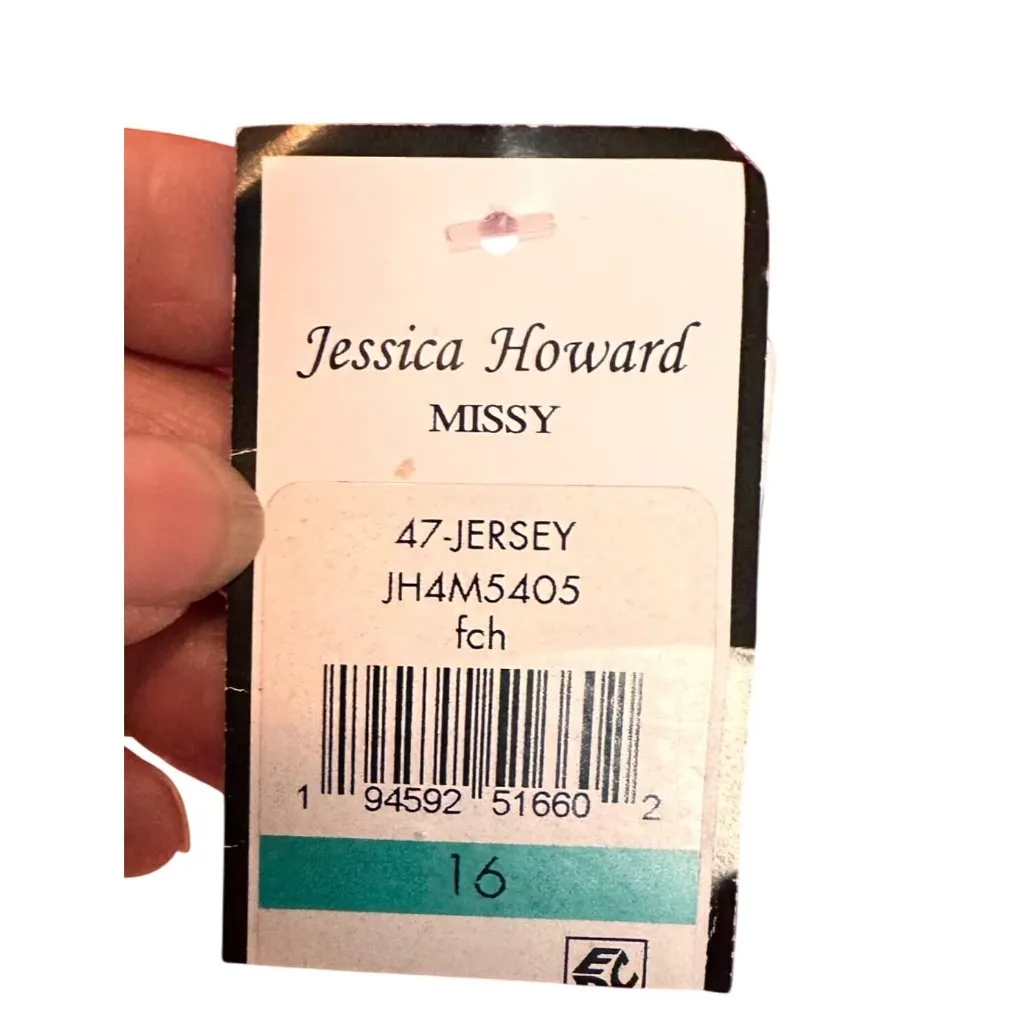 Jessica Howard
MISSY
47-JERSEY
JH4M5405
fch
1 94592 51660 2
16